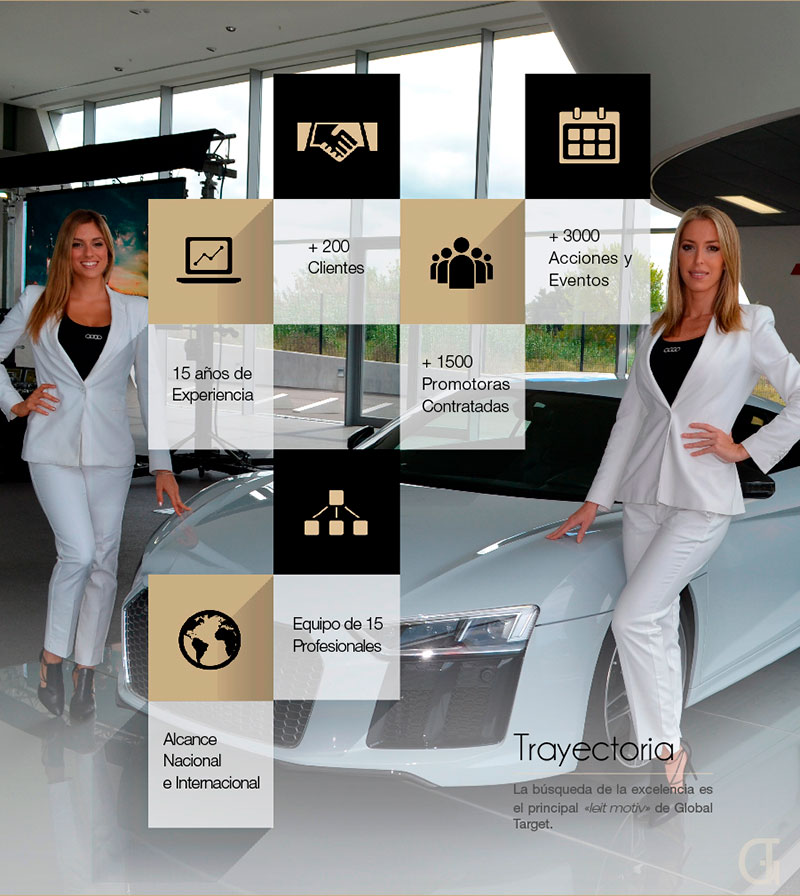 + 200
Clientes
+ 3000
Acciones y
Eventos
15 años de
Experiencia
+ 1500
Promotoras
Contratadas
Equipo de 15
Profesionales
Alcance
Nacional
e Internacional
Trayectoria
La búsqueda de la excelencia es
el principal «leit motiv» de Global
Target.